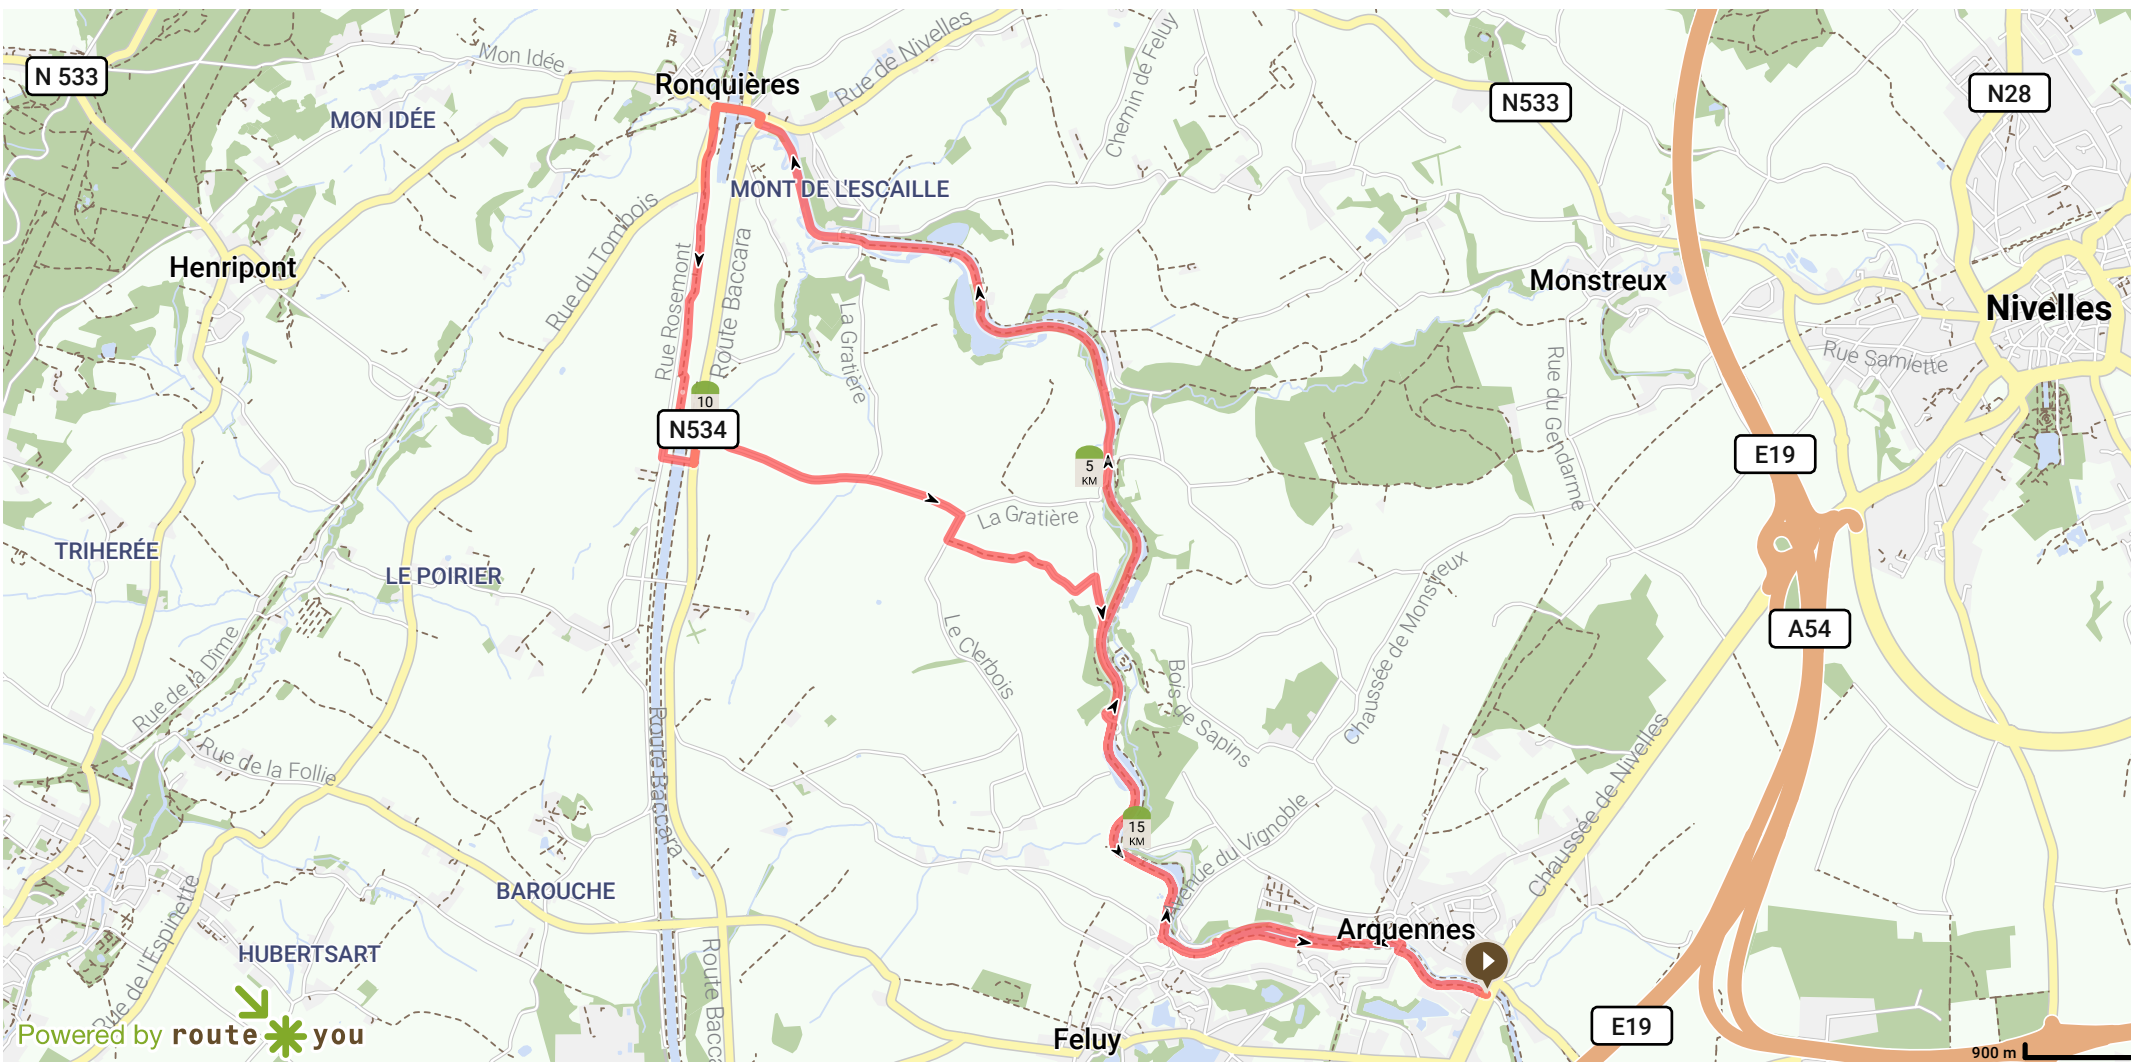 Mon Idée
Rue de Nivelles
Chemin de Feluy
N 533
Ronquières
N533
N28
MON IDÉE
MONT DE L'ESCAILLE
Rue du Tombois
Henripont
Rue Rosemont
Route Baccara
La Gratière
Monstreux
Nivelles
Rue Samiette
Rue du Gendarme
10
N534
E19
5
KM
La Gratière
TRIHERÉE
LE POIRIER
Chaussée de Monstreux
A54
Rue de la Dîme
Le Clerbois
Bois de Sapins
Rue de la Follie
Route Baccara
Chaussée de Nivelles
15
KM
Avenue du Vignoble
BAROUCHE
Rue de l'Espinette
HUBERTSART
Arquennes
Route Bacca
Feluy
E19
Powered by route you
900 m